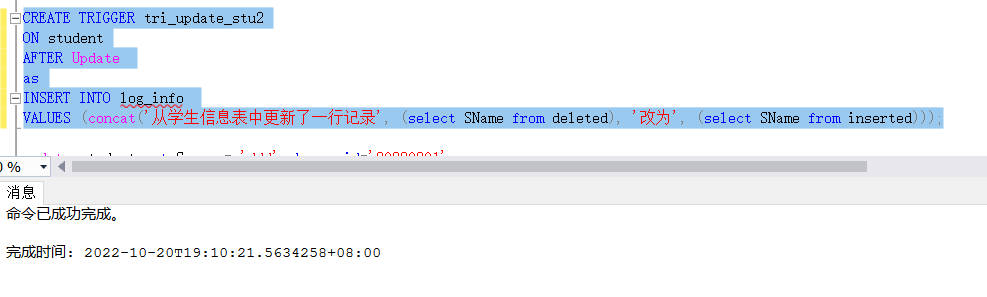 CREATE TRIGGER tri_update_stu2
ON student
AFTER Update
as
INSERT INTO log_info
VALUES (concat('从学生信息表中更新了一行记录', (select SName from deleted), '改为', (select SName from inserted)));
0 %
消息
命令已成功完成。
完成时间: 2022-10-20T19:10:21.5634258+08:00